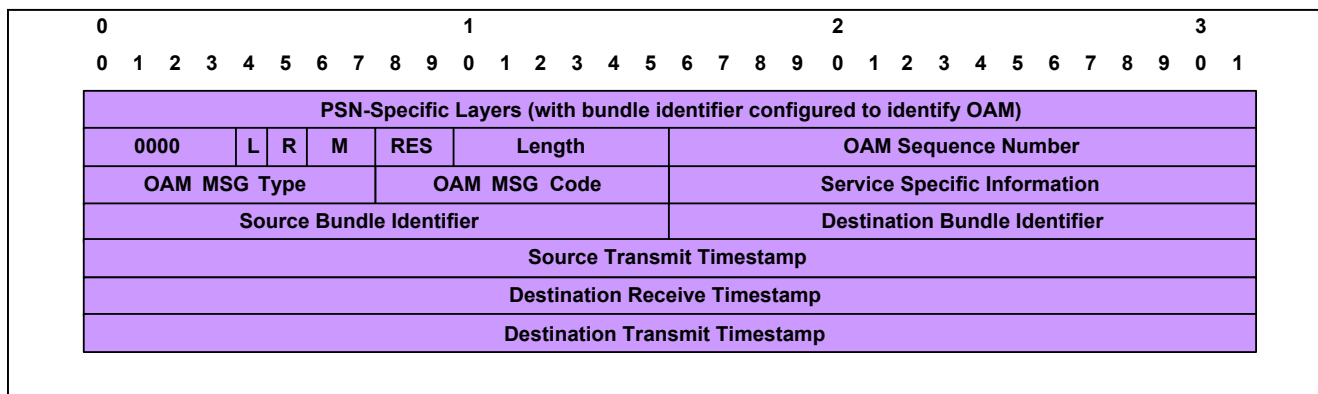 0 1 2 3
0 1 2 3 4 5 6 7 8 9 0 1 2 3 4 5 6 7 8 9 0 1 2 3 4 5 6 7 8 9 0 1
PSN-Specific Layers (with bundle identifier configured to identify OAM)
0000 L R M RES Length OAM Sequence Number
OAM MSG Type OAM MSG Code Service Specific Information
Source Bundle Identifier Destination Bundle Identifier
Source Transmit Timestamp
Destination Receive Timestamp
Destination Transmit Timestamp